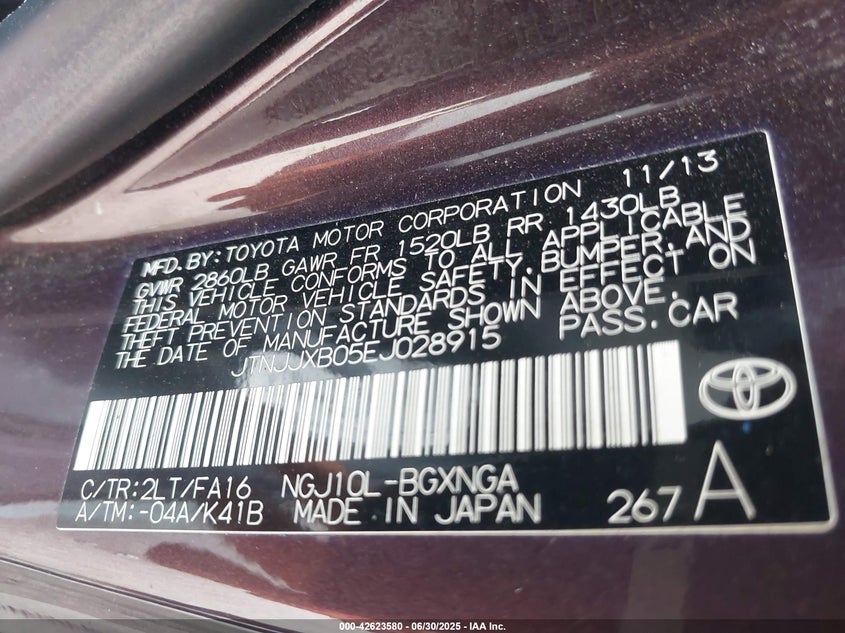 MFD. BY: TOYOTA MOTOR CORPORATION 11/13
GVWR 2860LB GAWR FR 1520LB RR 1430LB
THIS VEHICLE CONFORMS TO ALL APPLICABLE
FEDERAL MOTOR VEHICLE SAFETY, BUMPER, AND
THEFT PREVENTION STANDARDS IN EFFECT ON
THE DATE OF MANUFACTURE SHOWN ABOVE.
JTNJJXB05EJ028915 PASS. CAR
C/TR:2LT/FA16 NGJ10L-BGXNGA
A/TM:-04A/K41B MADE IN JAPAN 267 A
000-42623580 - 06/30/2025 - IAA Inc.